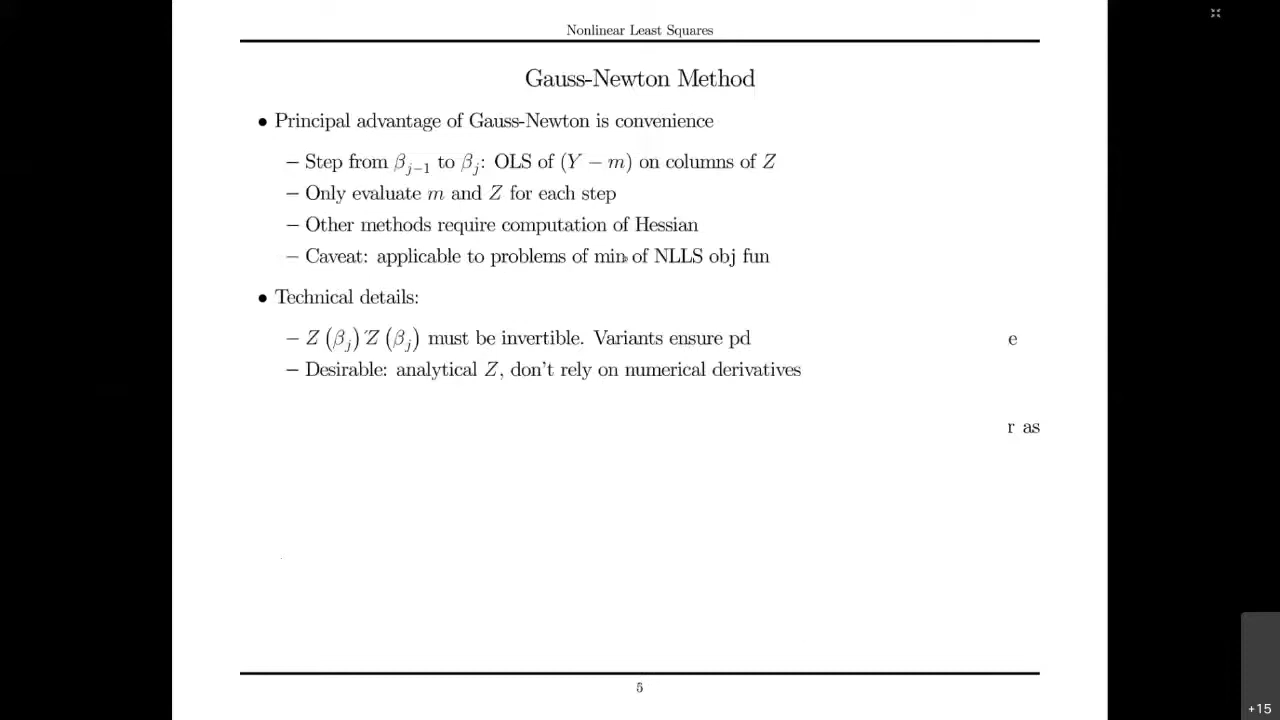 Nonlinear Least Squares
Gauss-Newton Method
• Principal advantage of Gauss-Newton is convenience
– Step from β_{j−1} to β_j: OLS of (Y − m) on columns of Z
– Only evaluate m and Z for each step
– Other methods require computation of Hessian
– Caveat: applicable to problems of min of NLLS obj fun
• Technical details:
– Z(β_j)′Z(β_j) must be invertible. Variants ensure pd
e
– Desirable: analytical Z, don't rely on numerical derivatives
r as
5
+15